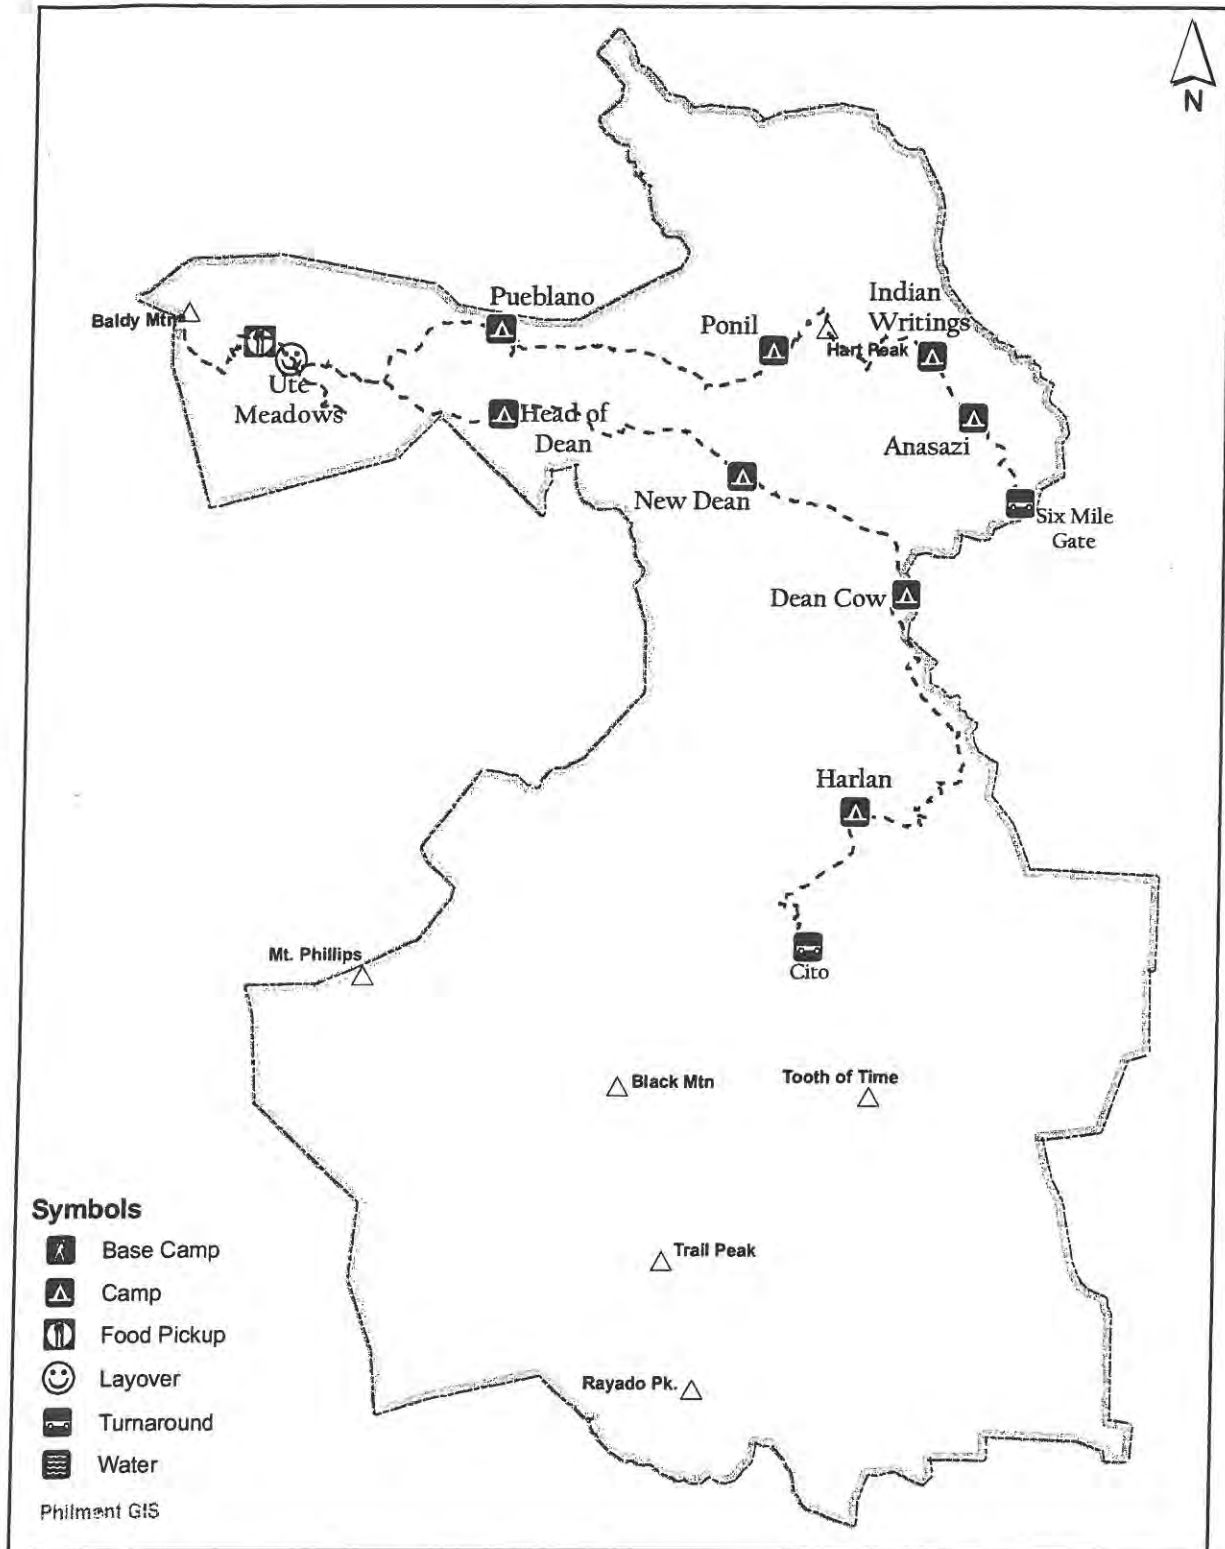 N
Pueblano
Indian
Writings
Ponil
Baldy Mtn
Hart Peak
Ute
Meadows
Head of
Dean
Anasazi
New Dean
Six Mile
Gate
Dean Cow
Harlan
Mt. Phillips
Cito
Black Mtn
Tooth of Time
Symbols
Base Camp
Camp
Trail Peak
Food Pickup
Layover
Rayado Pk.
Turnaround
Water
Philmont GIS